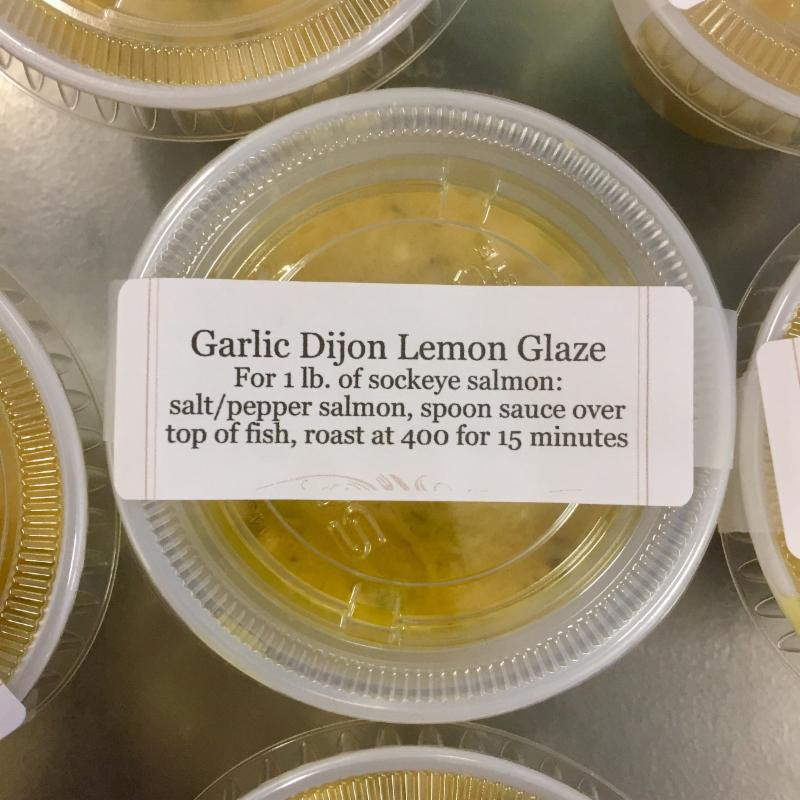 Garlic Dijon Lemon Glaze
For 1 lb. of sockeye salmon:
salt/pepper salmon, spoon sauce over
top of fish, roast at 400 for 15 minutes